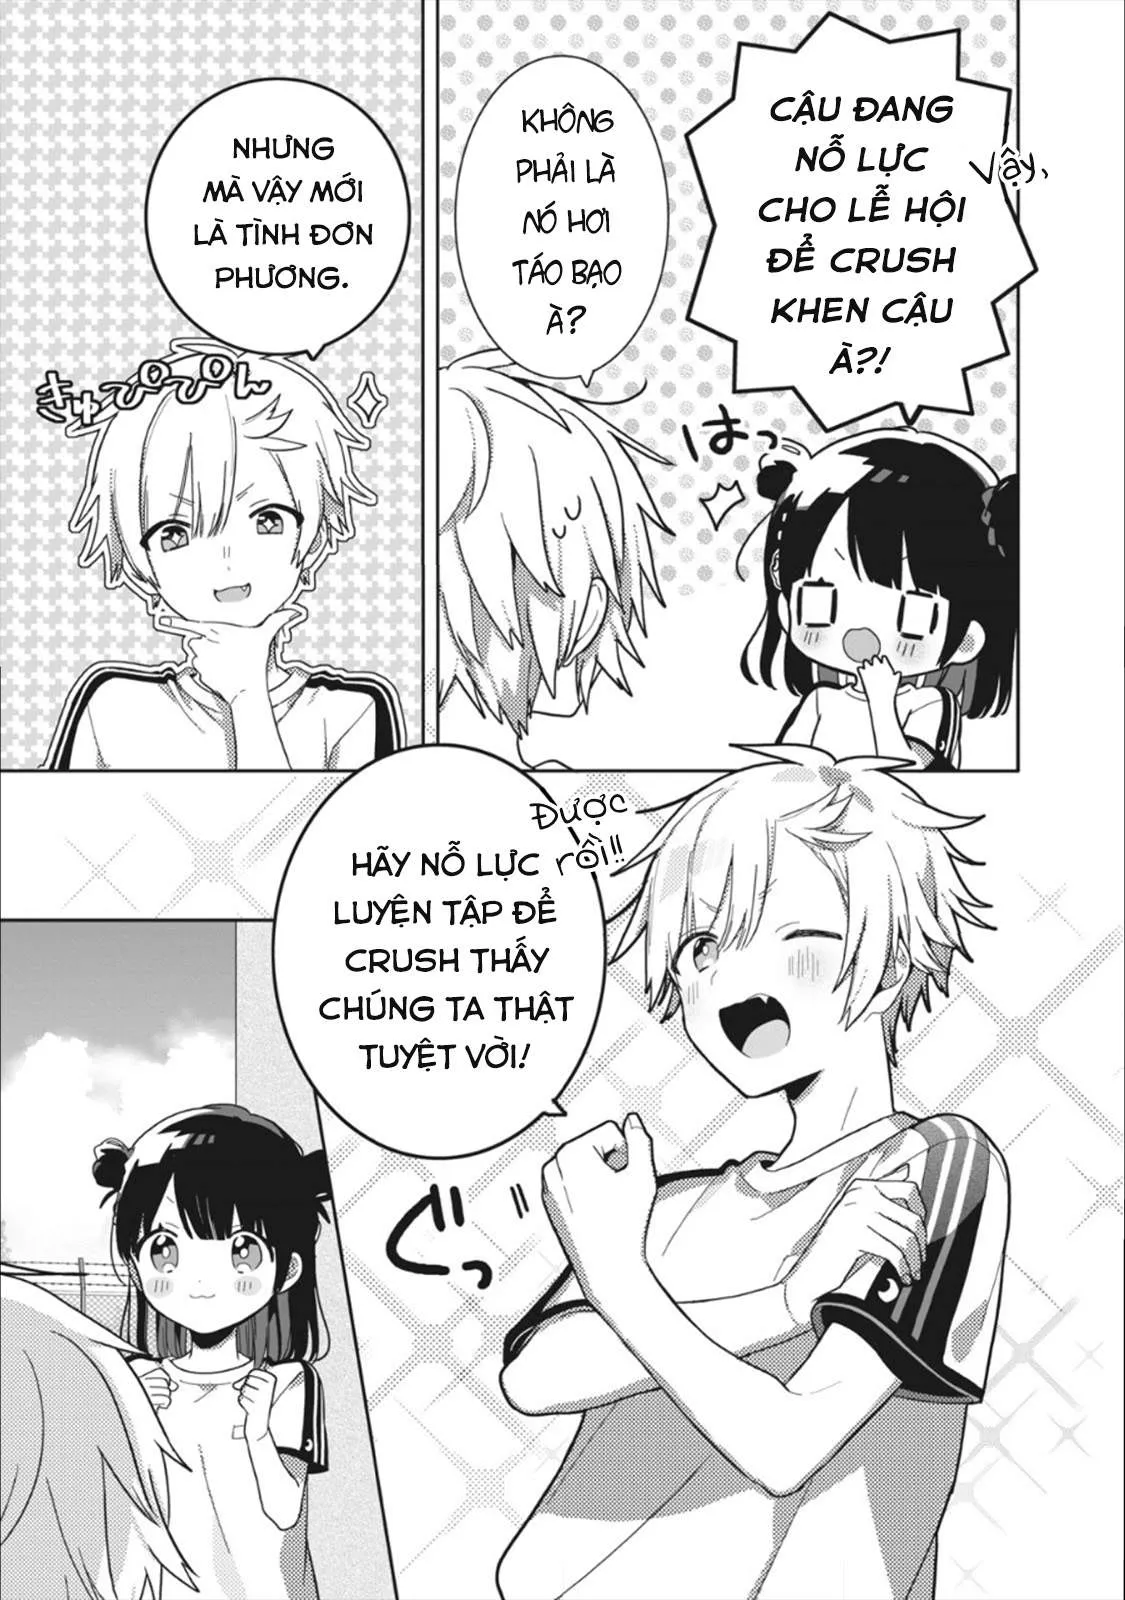 Vậy,
CẬU ĐANG
NỖ LỰC
CHO LỄ HỘI
ĐỂ CRUSH
KHEN CẬU
À?!
はっ
KHÔNG
PHẢI LÀ
NÓ HƠI
TÁO BẠO
À?
NHƯNG
MÀ VẬY MỚI
LÀ TÌNH ĐƠN
PHƯƠNG.
きゅぴぴぴん
Được
rồi!!
HÃY NỖ LỰC
LUYỆN TẬP ĐỂ
CRUSH THẤY
CHÚNG TA THẬT
TUYỆT VỜI!
ぐっ